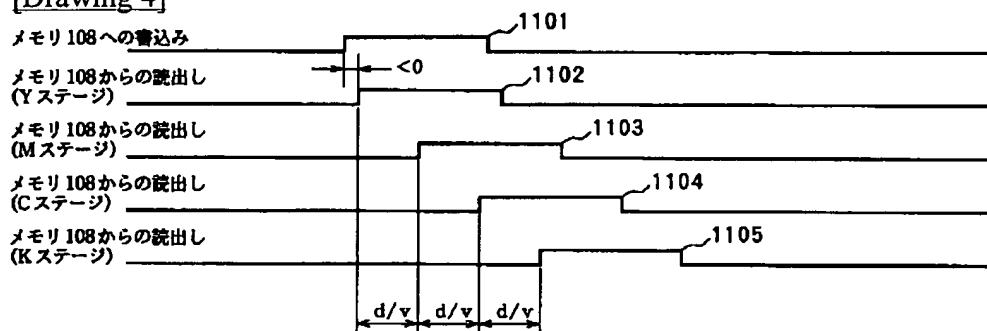 [Drawing 4]
メモリ108への書込み
1101
<0
メモリ108からの読出し
(Yステージ)
1102
メモリ108からの読出し
(Mステージ)
1103
メモリ108からの読出し
(Cステージ)
1104
メモリ108からの読出し
(Kステージ)
1105
d/v d/v d/v